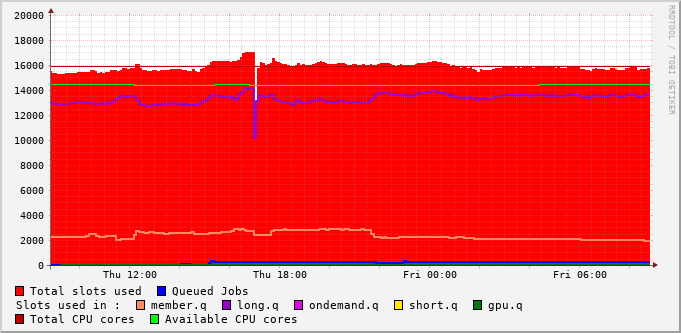 RRDTOOL / TOBI OETIKER
20000
18000
16000
14000
12000
10000
8000
6000
4000
2000
0
Thu 12:00 Thu 18:00 Fri 00:00 Fri 06:00
Total slots used Queued Jobs
Slots used in : member.q long.q ondemand.q short.q gpu.q
Total CPU cores Available CPU cores